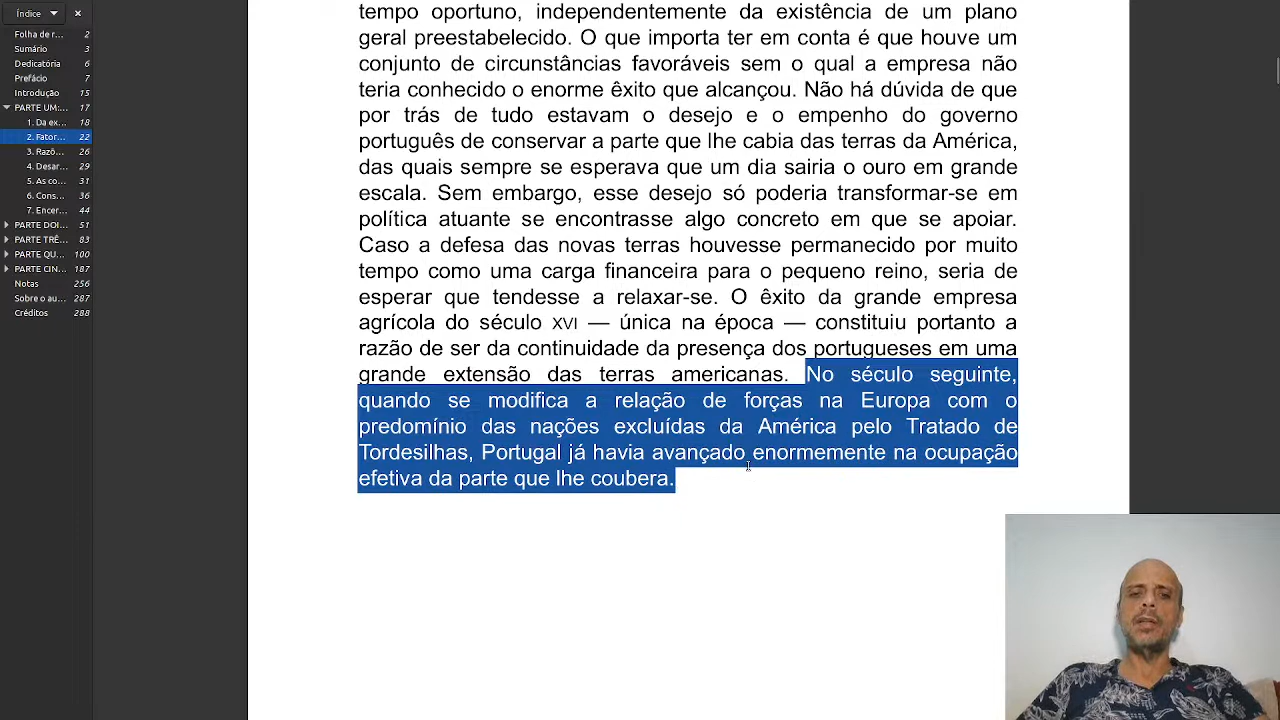 Índice
Folha de r... 2
Sumário 3
Dedicatória 6
Prefácio 7
Introdução 15
PARTE UM:... 17
1. Da ex... 18
2. Fator... 22
3. Razõ... 26
4. Desar... 29
5. As co... 31
6. Cons... 36
7. Encer... 44
PARTE DOI... 51
PARTE TRÊ... 83
PARTE QU... 100
PARTE CIN... 187
Notas 256
Sobre o au... 287
Créditos 288
tempo oportuno, independentemente da existência de um plano
geral preestabelecido. O que importa ter em conta é que houve um
conjunto de circunstâncias favoráveis sem o qual a empresa não
teria conhecido o enorme êxito que alcançou. Não há dúvida de que
por trás de tudo estavam o desejo e o empenho do governo
português de conservar a parte que lhe cabia das terras da América,
das quais sempre se esperava que um dia sairia o ouro em grande
escala. Sem embargo, esse desejo só poderia transformar-se em
política atuante se encontrasse algo concreto em que se apoiar.
Caso a defesa das novas terras houvesse permanecido por muito
tempo como uma carga financeira para o pequeno reino, seria de
esperar que tendesse a relaxar-se. O êxito da grande empresa
agrícola do século XVI — única na época — constituiu portanto a
razão de ser da continuidade da presença dos portugueses em uma
grande extensão das terras americanas. No século seguinte,
quando se modifica a relação de forças na Europa com o
predomínio das nações excluídas da América pelo Tratado de
Tordesilhas, Portugal já havia avançado enormemente na ocupação
efetiva da parte que lhe coubera.